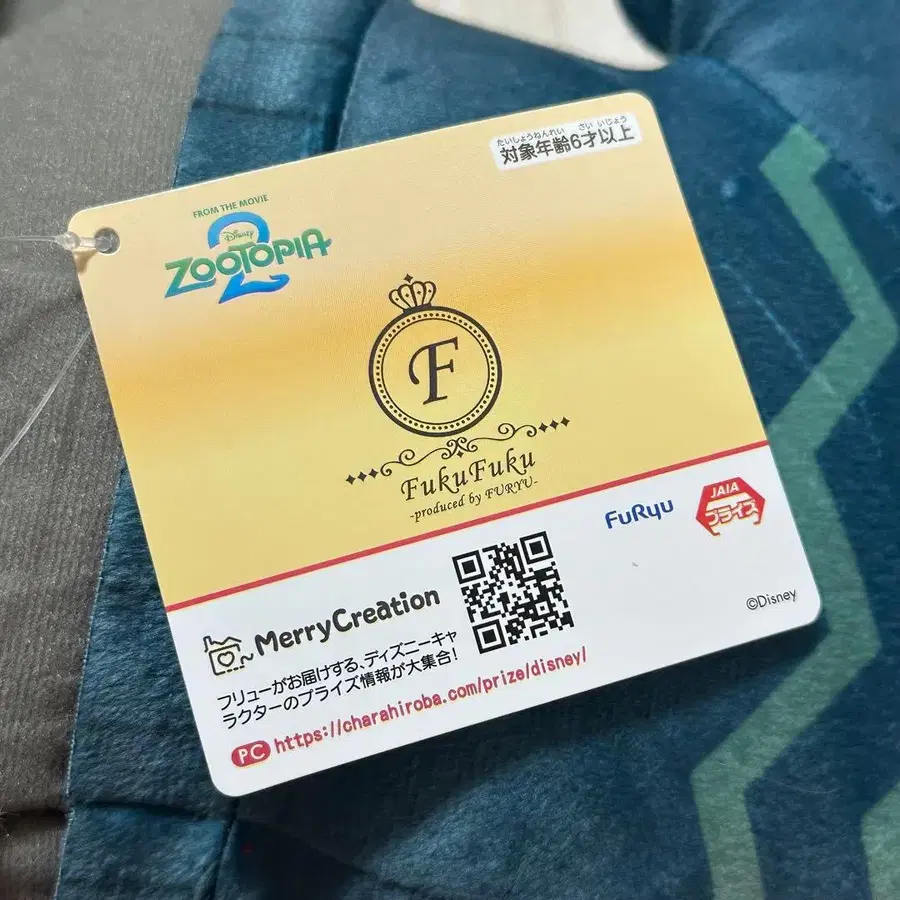 たいしょうねんれい さい いじょう
対象年齢6才以上
FROM THE MOVIE
Disney
ZOOTOPIA
2
F
FukuFuku
-produced by FURYU-
FuRyu
JAIA
プライズ
MerryCreation
©Disney
フリューがお届けする、ディズニーキャ
ラクターのプライズ情報が大集合!
PC https://charahiroba.com/prize/disney/